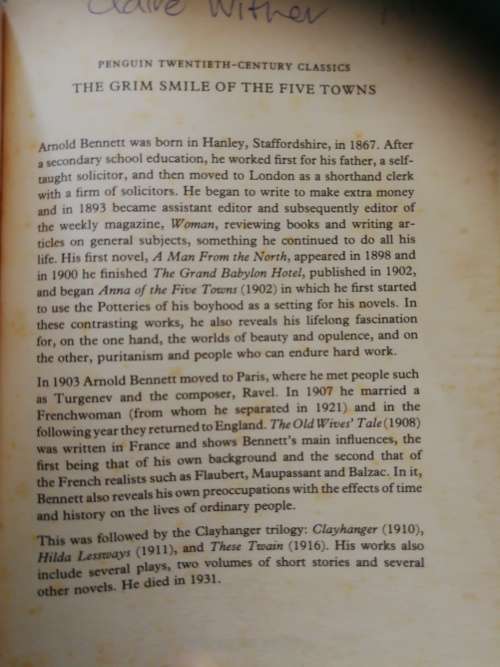 Claire Wither
PENGUIN TWENTIETH-CENTURY CLASSICS
THE GRIM SMILE OF THE FIVE TOWNS
Arnold Bennett was born in Hanley, Staffordshire, in 1867. After
a secondary school education, he worked first for his father, a self-
taught solicitor, and then moved to London as a shorthand clerk
with a firm of solicitors. He began to write to make extra money
and in 1893 became assistant editor and subsequently editor of
the weekly magazine, Woman, reviewing books and writing ar-
ticles on general subjects, something he continued to do all his
life. His first novel, A Man From the North, appeared in 1898 and
in 1900 he finished The Grand Babylon Hotel, published in 1902,
and began Anna of the Five Towns (1902) in which he first started
to use the Potteries of his boyhood as a setting for his novels. In
these contrasting works, he also reveals his lifelong fascination
for, on the one hand, the worlds of beauty and opulence, and on
the other, puritanism and people who can endure hard work.
In 1903 Arnold Bennett moved to Paris, where he met people such
as Turgenev and the composer, Ravel. In 1907 he married a
Frenchwoman (from whom he separated in 1921) and in the
following year they returned to England. The Old Wives' Tale (1908)
was written in France and shows Bennett's main influences, the
first being that of his own background and the second that of
the French realists such as Flaubert, Maupassant and Balzac. In it,
Bennett also reveals his own preoccupations with the effects of time
and history on the lives of ordinary people.
This was followed by the Clayhanger trilogy: Clayhanger (1910),
Hilda Lessways (1911), and These Twain (1916). His works also
include several plays, two volumes of short stories and several
other novels. He died in 1931.